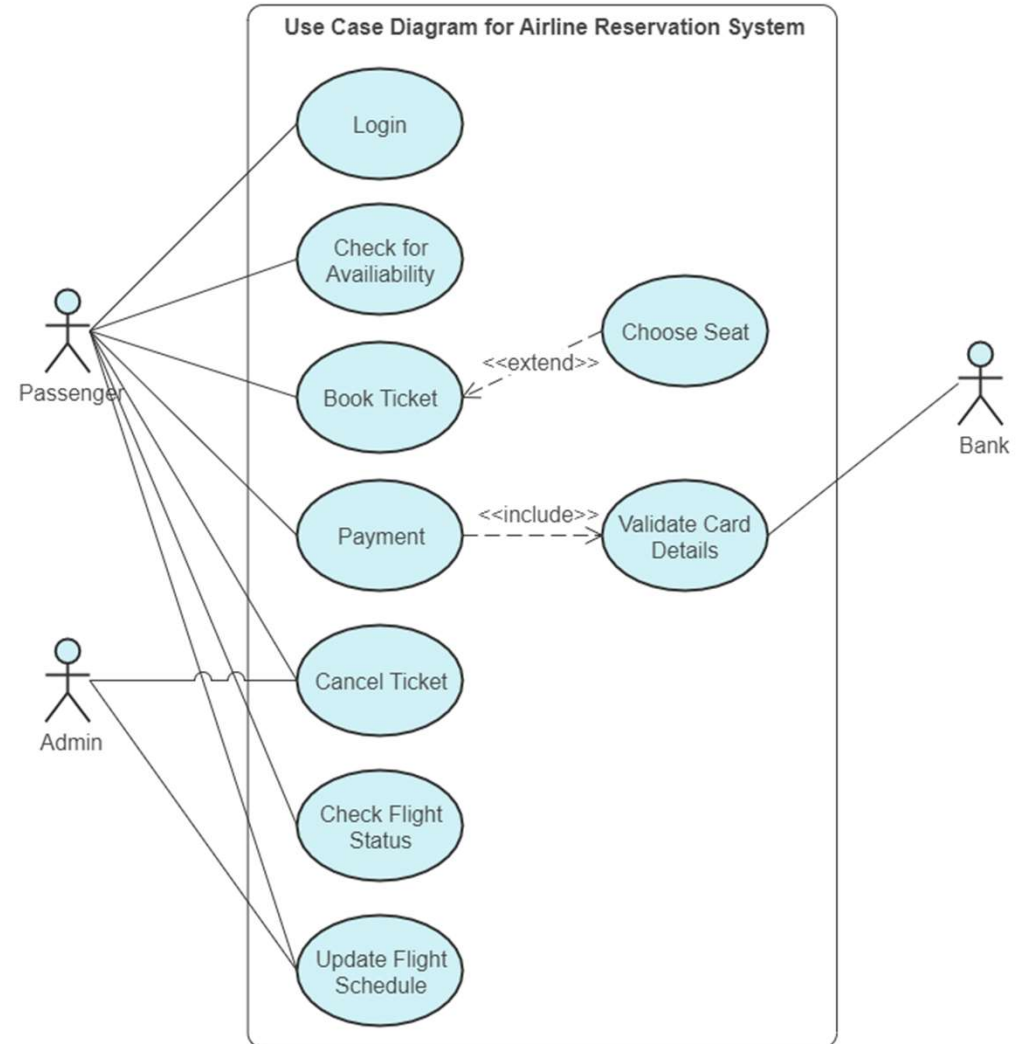 Use Case Diagram for Airline Reservation System
Login
Check for
Availiability
Choose Seat
<<extend>>
Passenger
Book Ticket
Bank
<<include>>
Payment
Validate Card
Details
Cancel Ticket
Admin
Check Flight
Status
Update Flight
Schedule